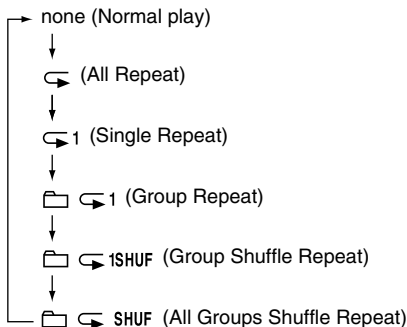 none (Normal play)
(All Repeat)
1 (Single Repeat)
1 (Group Repeat)
1SHUF (Group Shuffle Repeat)
SHUF (All Groups Shuffle Repeat)